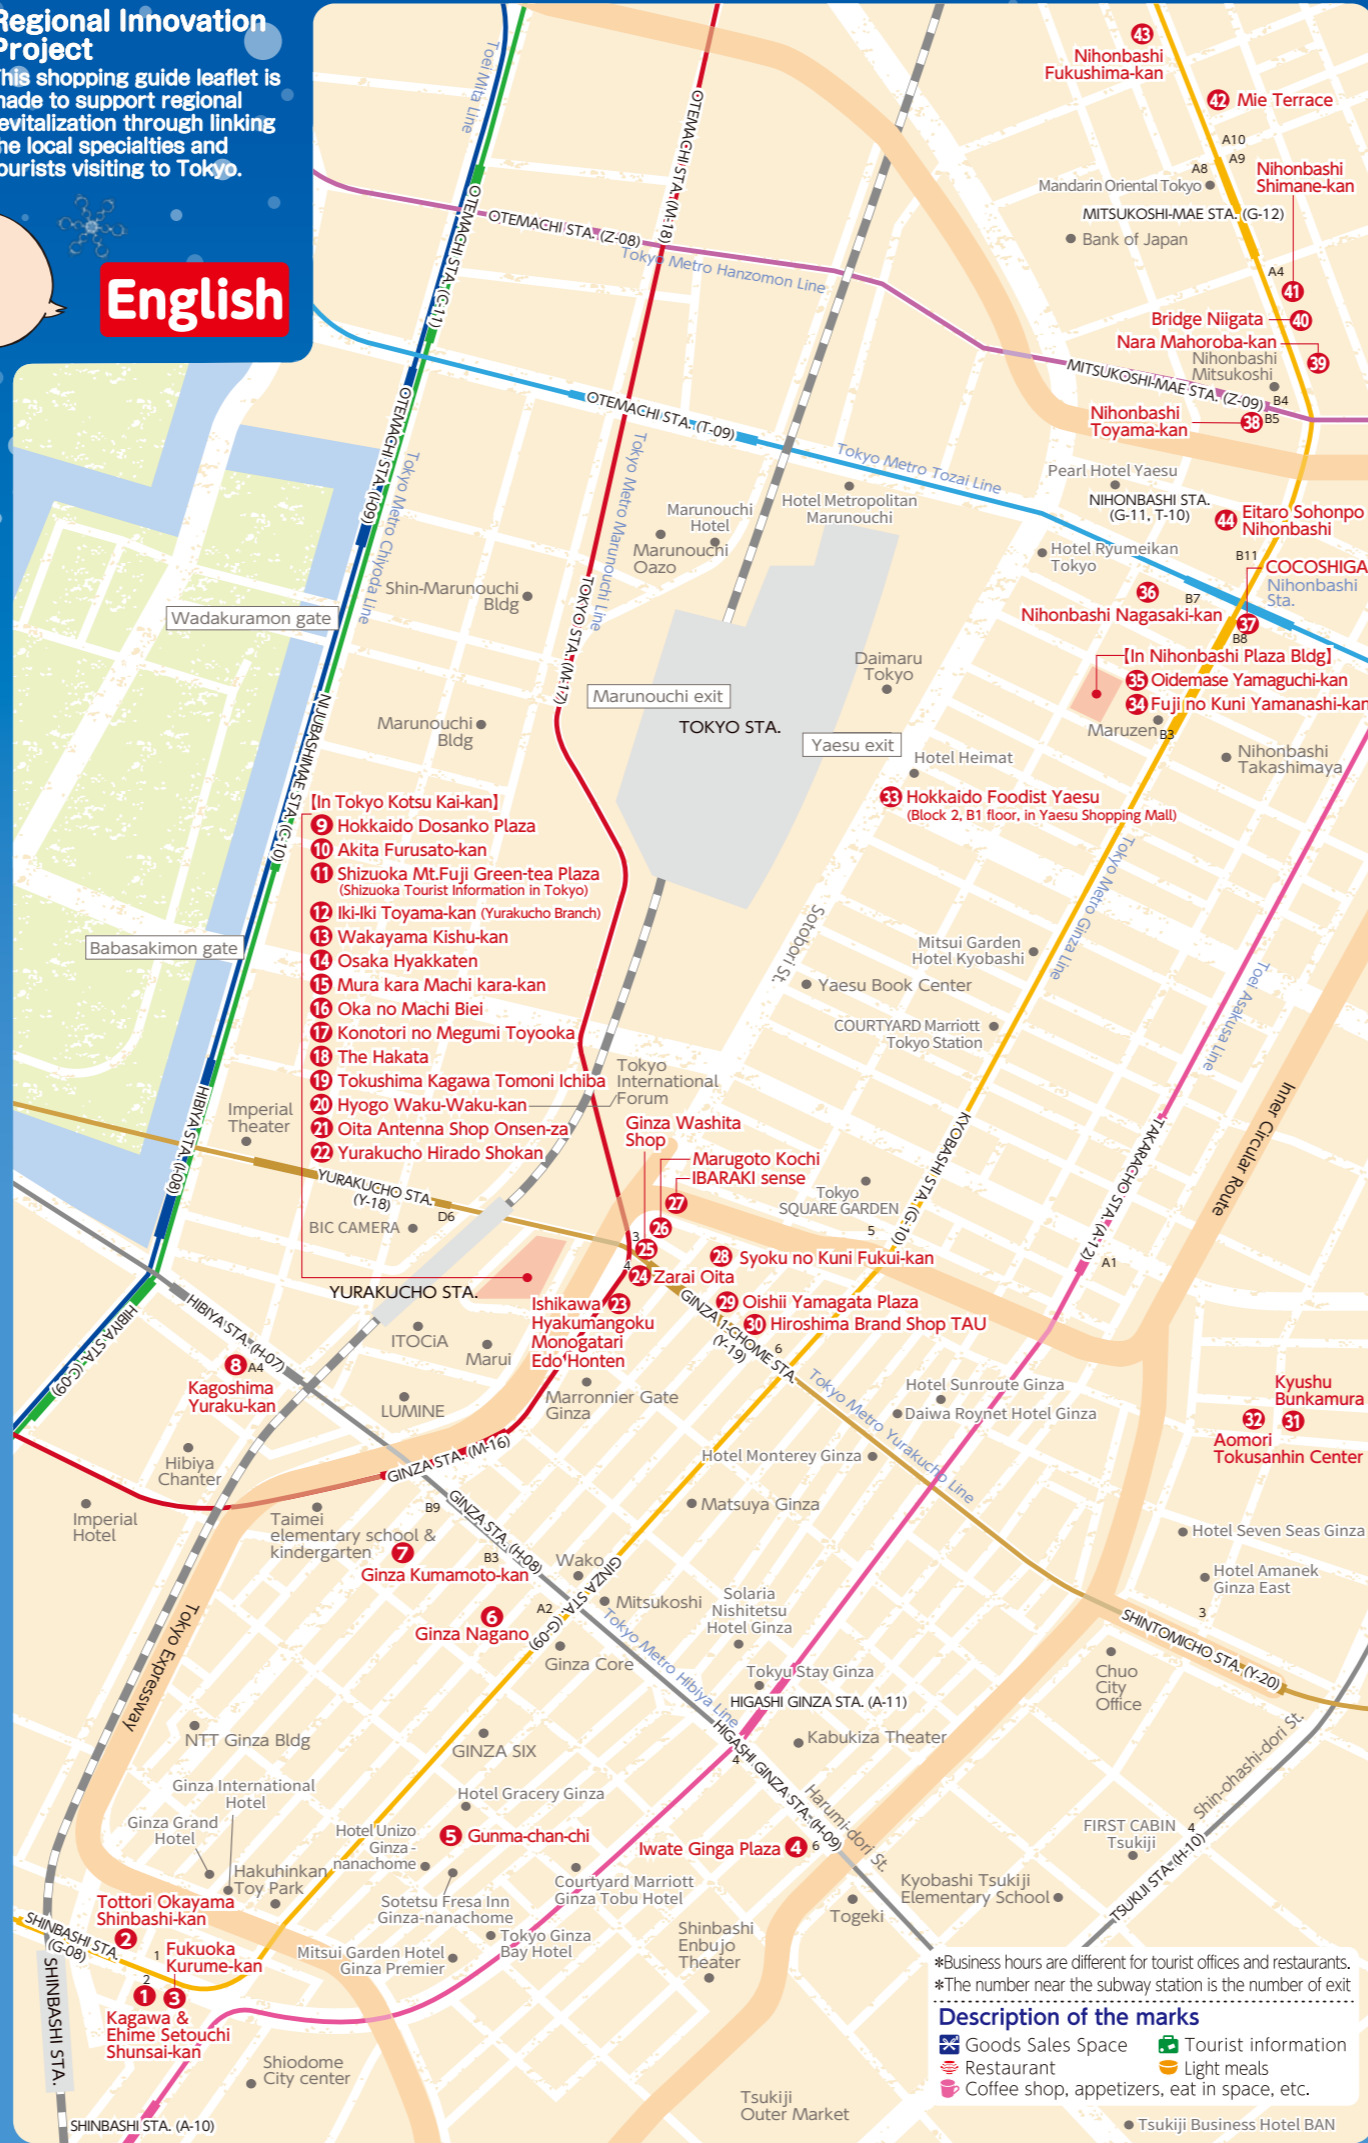 Regional Innovation
Project
This shopping guide leaflet is
made to support regional
revitalization through linking
the local specialties and
tourists visiting to Tokyo.
English
Toei Mita Line
OTEMACHI STA. (M-18)
OTEMACHI STA. (Z-08)
Tokyo Metro Hanzomon Line
OTEMACHI STA. (C-11)
43
Nihonbashi
Fukushima-kan
42 Mie Terrace
A10
A9
A8
Nihonbashi
Shimane-kan
Mandarin Oriental Tokyo
MITSUKOSHI-MAE STA. (G-12)
Bank of Japan
A4
41
Bridge Niigata 40
Nara Mahoroba-kan
39
Nihonbashi
Mitsukoshi
MITSUKOSHI-MAE STA. (Z-09)
B4
B5
Nihonbashi
Toyama-kan
38
OTEMACHI STA. (T-09)
Tokyo Metro Tozai Line
OTEMACHI STA. (I-09)
Tokyo Metro Chiyoda Line
Tokyo Metro Marunouchi Line
Pearl Hotel Yaesu
NIHONBASHI STA.
(G-11, T-10)
44 Eitaro Sohonpo
Nihonbashi
Hotel Metropolitan
Marunouchi
Marunouchi
Hotel
Marunouchi
Oazo
Hotel Ryumeikan
Tokyo
B11
COCOSHIGA
Nihonbashi
Sta.
B7
36
Nihonbashi Nagasaki-kan
37
B8
Shin-Marunouchi
Bldg
Wadakuramon gate
TOKYO STA. (M-17)
Daimaru
Tokyo
[In Nihonbashi Plaza Bldg]
35 Oidemase Yamaguchi-kan
34 Fuji no Kuni Yamanashi-kan
Maruzen
B3
Marunouchi exit
TOKYO STA.
Yaesu exit
Marunouchi
Bldg
Nihonbashi
Takashimaya
Hotel Heimat
33 Hokkaido Foodist Yaesu
(Block 2, B1 floor, in Yaesu Shopping Mall)
NIJUBASHIMAE STA. (C-10)
[In Tokyo Kotsu Kai-kan]
9 Hokkaido Dosanko Plaza
10 Akita Furusato-kan
11 Shizuoka Mt.Fuji Green-tea Plaza
(Shizuoka Tourist Information in Tokyo)
12 Iki-Iki Toyama-kan (Yurakucho Branch)
13 Wakayama Kishu-kan
14 Osaka Hyakkaten
15 Mura kara Machi kara-kan
16 Oka no Machi Biei
17 Konotori no Megumi Toyooka
18 The Hakata
19 Tokushima Kagawa Tomoni Ichiba
20 Hyogo Waku-Waku-kan
21 Oita Antenna Shop Onsen-za
22 Yurakucho Hirado Shokan
Babasakimon gate
Tokyo Metro Ginza Line
Sotobori St.
Mitsui Garden
Hotel Kyobashi
Yaesu Book Center
COURTYARD Marriott
Tokyo Station
Toei Asakusa Line
Tokyo
International
Forum
Inner Circular Route
HIBIYA STA. (I-08)
Imperial
Theater
Ginza Washita
Shop
Marugoto Kochi
IBARAKI sense
27
26
25
3
4
24 Zarai Oita
KYOBASHI STA. (G-10)
TAKARACHO STA. (A-12)
Tokyo
SQUARE GARDEN
5
A1
28 Syoku no Kuni Fukui-kan
29 Oishii Yamagata Plaza
30 Hiroshima Brand Shop TAU
YURAKUCHO STA.
(Y-18)
D6
BIC CAMERA
YURAKUCHO STA.
Ishikawa 23
Hyakumangoku
Monogatari
Edo Honten
GINZA 1-CHOME STA.
(Y-19)
6
HIBIYA STA. (C-09)
HIBIYA STA. (H-07)
ITOCiA
Marui
8 A4
Kagoshima
Yuraku-kan
LUMINE
Marronnier Gate
Ginza
Tokyo Metro Yurakucho Line
Hotel Sunroute Ginza
Daiwa Roynet Hotel Ginza
Kyushu
Bunkamura
32 31
Aomori
Tokusanhin Center
Hibiya
Chanter
GINZA STA. (M-16)
Hotel Monterey Ginza
Matsuya Ginza
Imperial
Hotel
Taimei
elementary school &
kindergarten
B9
GINZA STA. (H-08)
7
Ginza Kumamoto-kan
B3
Wako
Mitsukoshi
Hotel Seven Seas Ginza
Hotel Amanek
Ginza East
3
6
Ginza Nagano
A2
GINZA STA. (G-09)
Tokyo Metro Hibiya Line
Solaria
Nishitetsu
Hotel Ginza
SHINTOMICHO STA. (Y-20)
Ginza Core
Tokyu Stay Ginza
HIGASHI GINZA STA. (A-11)
Chuo
City
Office
Tokyo Expressway
NTT Ginza Bldg
GINZA SIX
Kabukiza Theater
4
HIGASHI GINZA STA. (H-09)
Harumi-dori St.
Shin-ohashi-dori St.
Ginza International
Hotel
Ginza Grand
Hotel
Hotel Gracery Ginza
Hotel Unizo
Ginza -
nanachome
5 Gunma-chan-chi
Iwate Ginga Plaza 4 6
FIRST CABIN
Tsukiji
4
TSUKIJI STA. (H-10)
Hakuhinkan
Toy Park
Sotetsu Fresa Inn
Ginza-nanachome
Courtyard Marriott
Ginza Tobu Hotel
Kyobashi Tsukiji
Elementary School
Togeki
Tottori Okayama
Shinbashi-kan
2
SHINBASHI STA.
(G-08)
1
Fukuoka
Kurume-kan
2
1 3
Kagawa &
Ehime Setouchi
Shunsai-kan
Mitsui Garden Hotel
Ginza Premier
Tokyo Ginza
Bay Hotel
Shinbashi
Enbujo
Theater
SHINBASHI STA.
Shiodome
City center
SHINBASHI STA. (A-10)
Tsukiji
Outer Market
*Business hours are different for tourist offices and restaurants.
*The number near the subway station is the number of exit
Description of the marks
Goods Sales Space
Tourist information
Restaurant
Light meals
Coffee shop, appetizers, eat in space, etc.
Tsukiji Business Hotel BAN